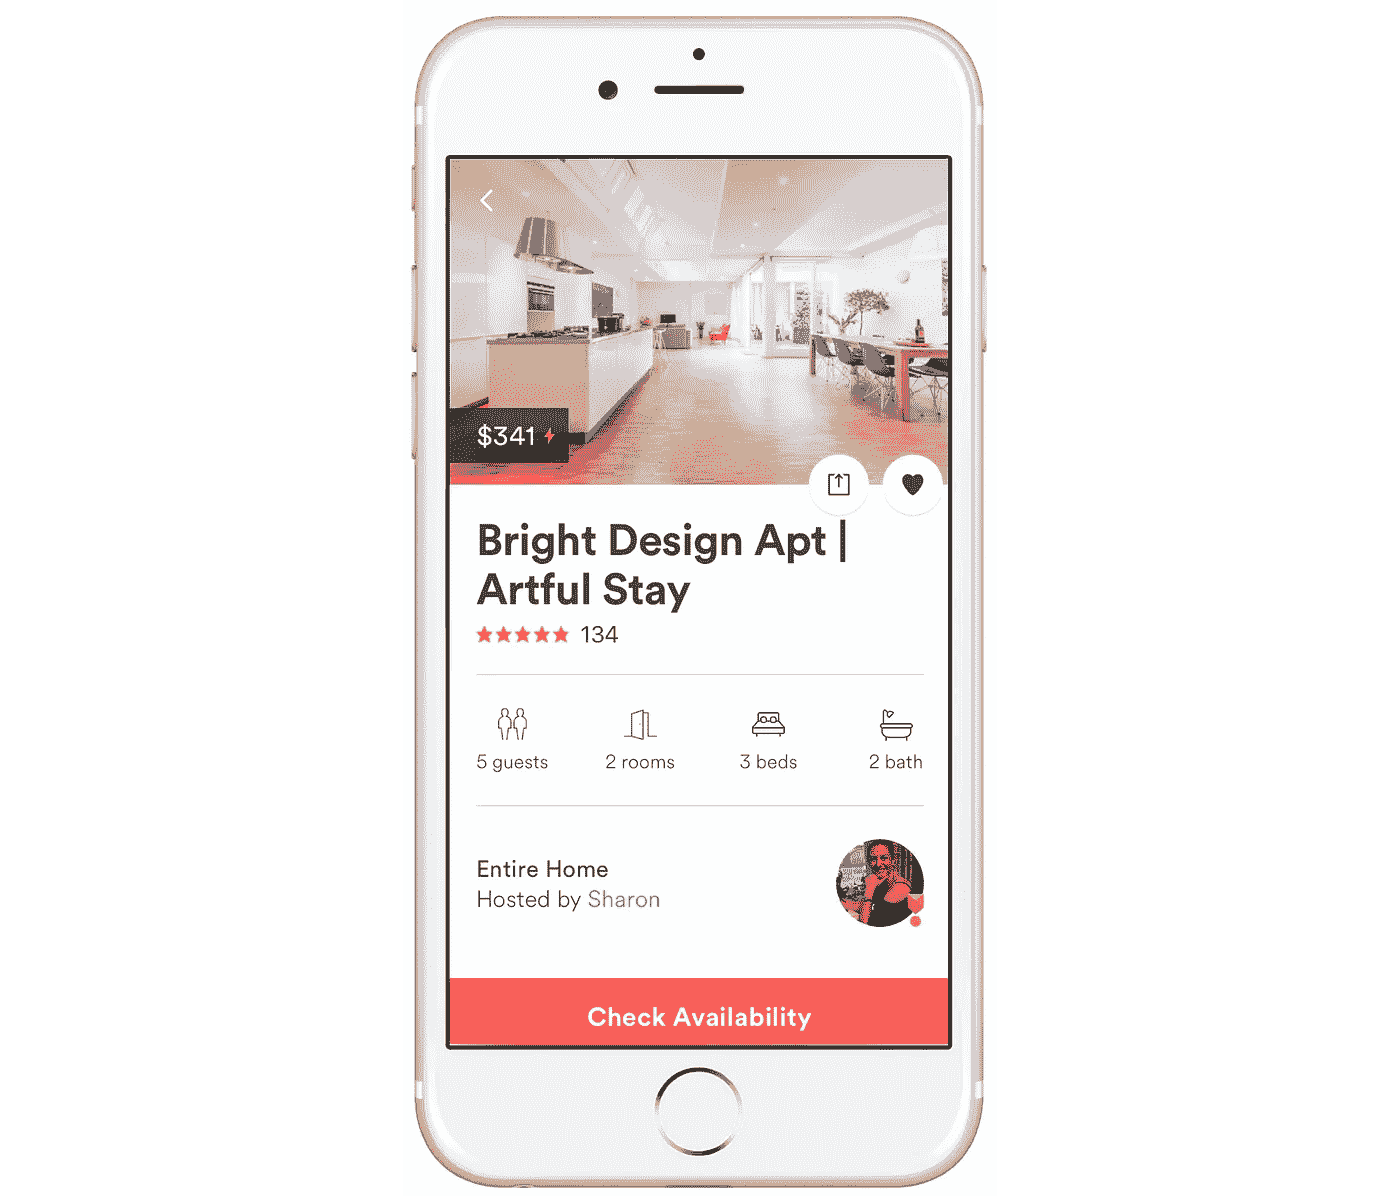 $341
Bright Design Apt |
Artful Stay
134
5 guests
2 rooms
3 beds
2 bath
Entire Home
Hosted by Sharon
Check Availability